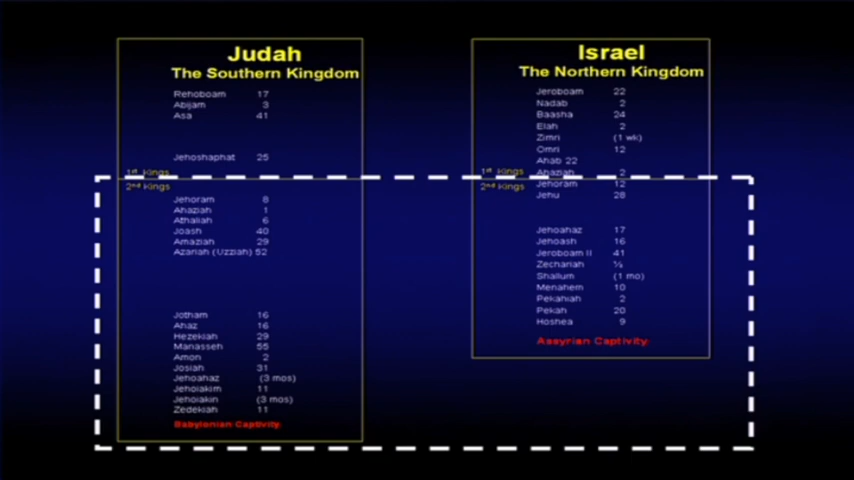 Judah
The Southern Kingdom
Rehoboam 17
Abijam 3
Asa 41
Jehoshaphat 25
1st Kings
2nd Kings
Jehoram 8
Ahaziah 1
Athaliah 6
Joash 40
Amaziah 29
Azariah (Uzziah) 52
Jotham 16
Ahaz 16
Hezekiah 29
Manasseh 55
Amon 2
Josiah 31
Jehoahaz (3 mos)
Jehoiakim 11
Jehoiakin (3 mos)
Zedekiah 11
Babylonian Captivity
Israel
The Northern Kingdom
Jeroboam 22
Nadab 2
Baasha 24
Elah 2
Zimri (1 wk)
Omri 12
Ahab 22
1st Kings
Ahaziah 2
2nd Kings
Jehoram 12
Jehu 28
Jehoahaz 17
Jehoash 16
Jeroboam II 41
Zechariah ½
Shallum (1 mo)
Menahem 10
Pekahiah 2
Pekah 20
Hoshea 9
Assyrian Captivity